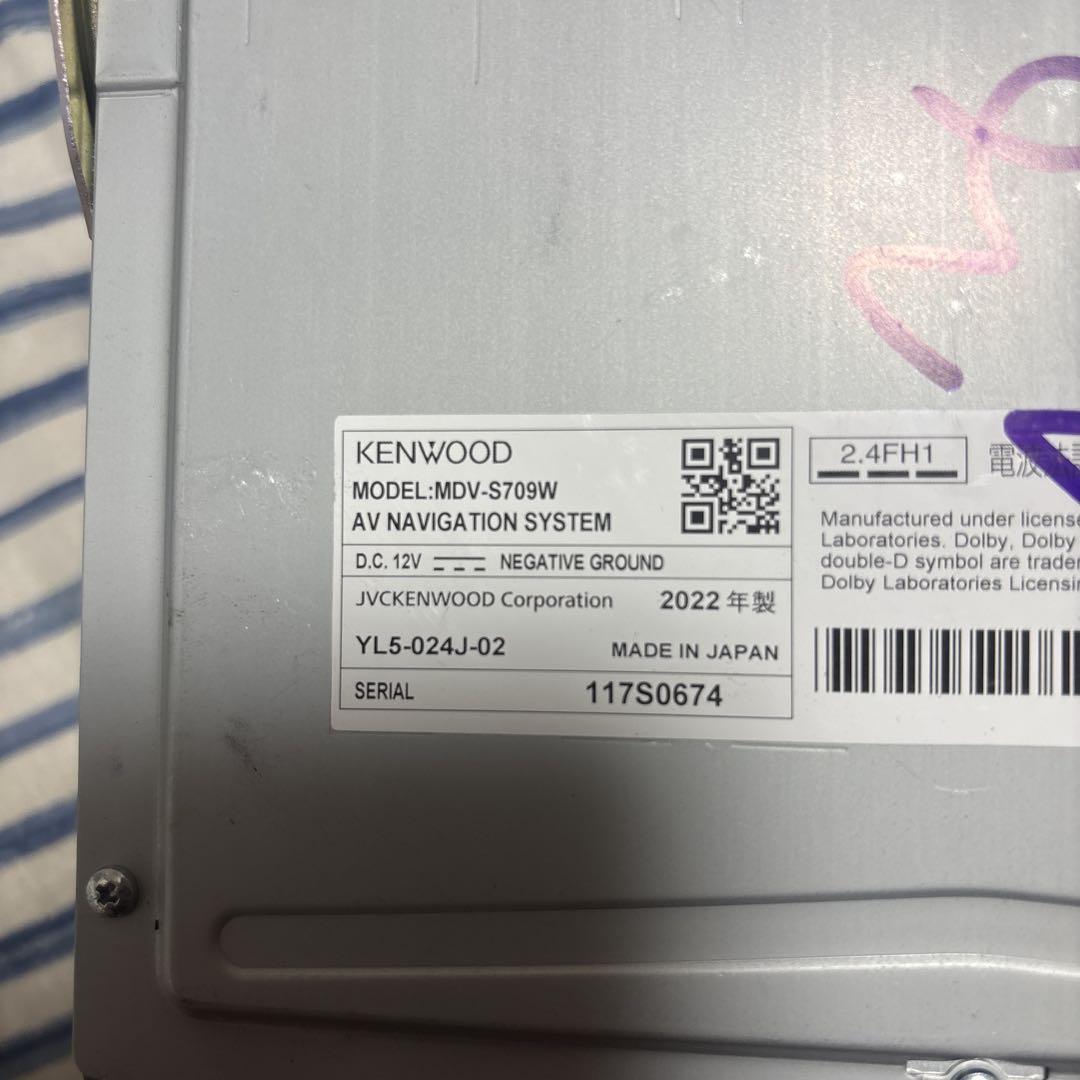 KENWOOD
MODEL:MDV-S709W
AV NAVIGATION SYSTEM
D.C. 12V NEGATIVE GROUND
JVCKENWOOD Corporation 2022 年製
YL5-024J-02 MADE IN JAPAN
SERIAL 117S0674
2.4FH1
電波法
Manufactured under license
Laboratories. Dolby, Dolby
double-D symbol are
Dolby Laboratories